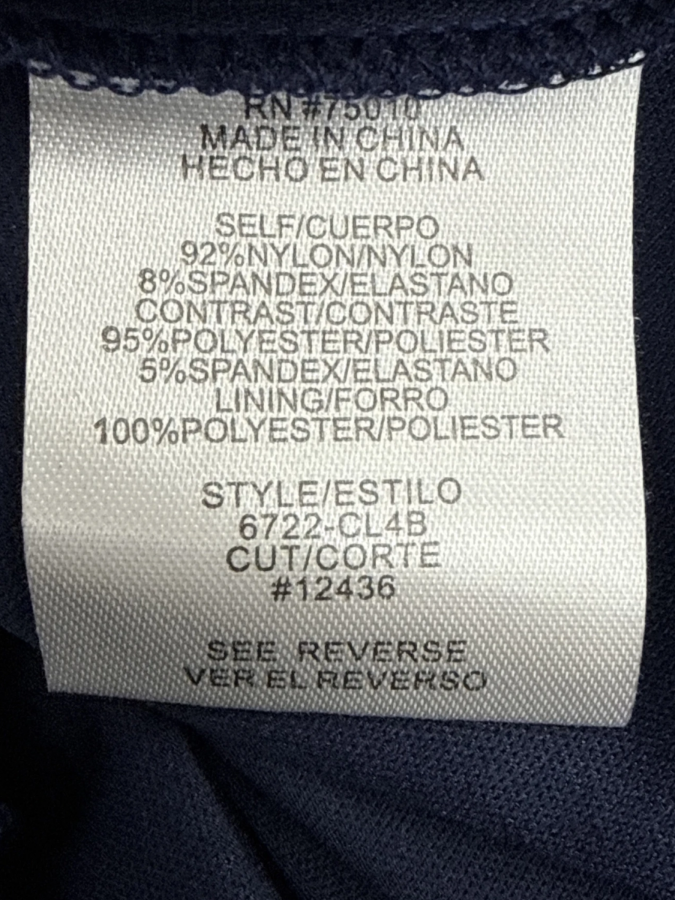 RN #75010
MADE IN CHINA
HECHO EN CHINA
SELF/CUERPO
92%NYLON/NYLON
8%SPANDEX/ELASTANO
CONTRAST/CONTRASTE
95%POLYESTER/POLIESTER
5%SPANDEX/ELASTANO
LINING/FORRO
100%POLYESTER/POLIESTER
STYLE/ESTILO
6722-CL4B
CUT/CORTE
#12436
SEE REVERSE
VER EL REVERSO